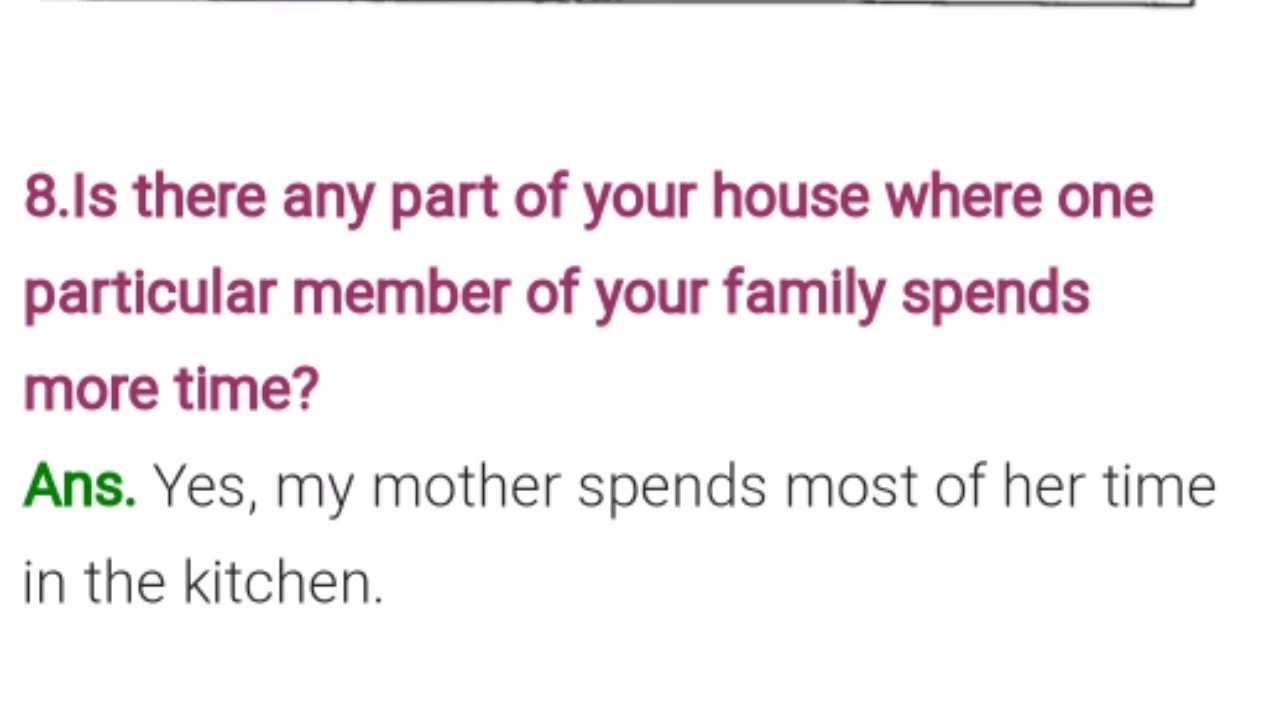 8.Is there any part of your house where one
particular member of your family spends
more time?
Ans. Yes, my mother spends most of her time
in the kitchen.